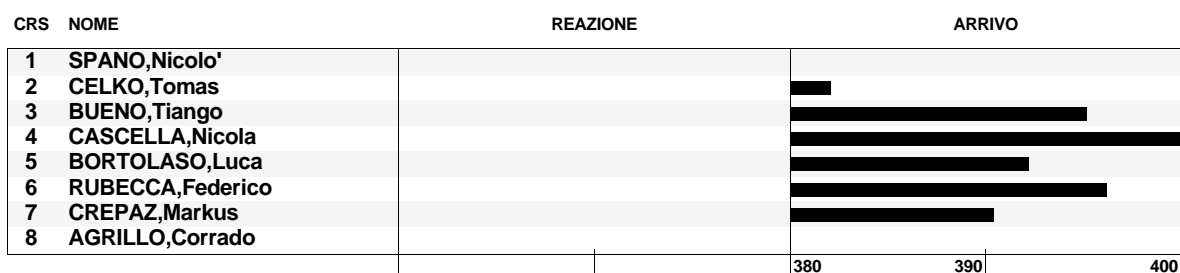 CRS NOME REAZIONE ARRIVO
1 SPANO,Nicolo'
2 CELKO,Tomas
3 BUENO,Tiango
4 CASCELLA,Nicola
5 BORTOLASO,Luca
6 RUBECCA,Federico
7 CREPAZ,Markus
8 AGRILLO,Corrado
380 390 400